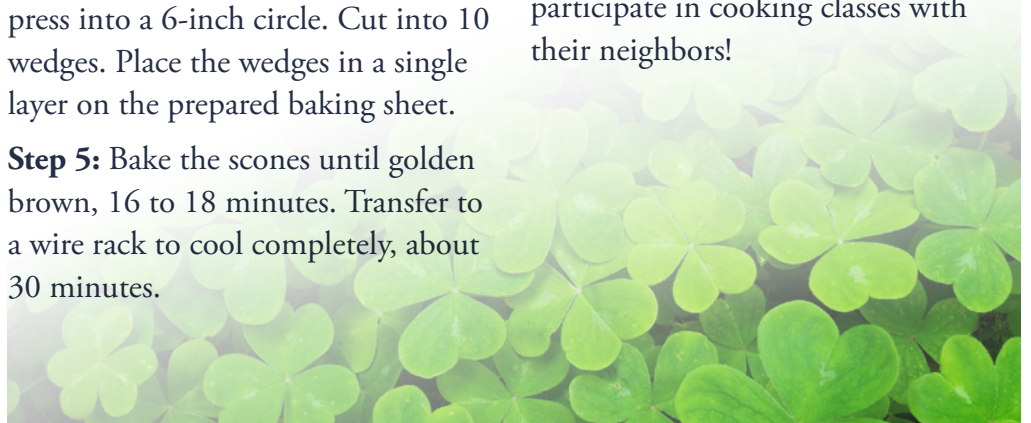 press into a 6-inch circle. Cut into 10
wedges. Place the wedges in a single
layer on the prepared baking sheet.
Step 5: Bake the scones until golden
brown, 16 to 18 minutes. Transfer to
a wire rack to cool completely, about
30 minutes.
participate in cooking classes with
their neighbors!